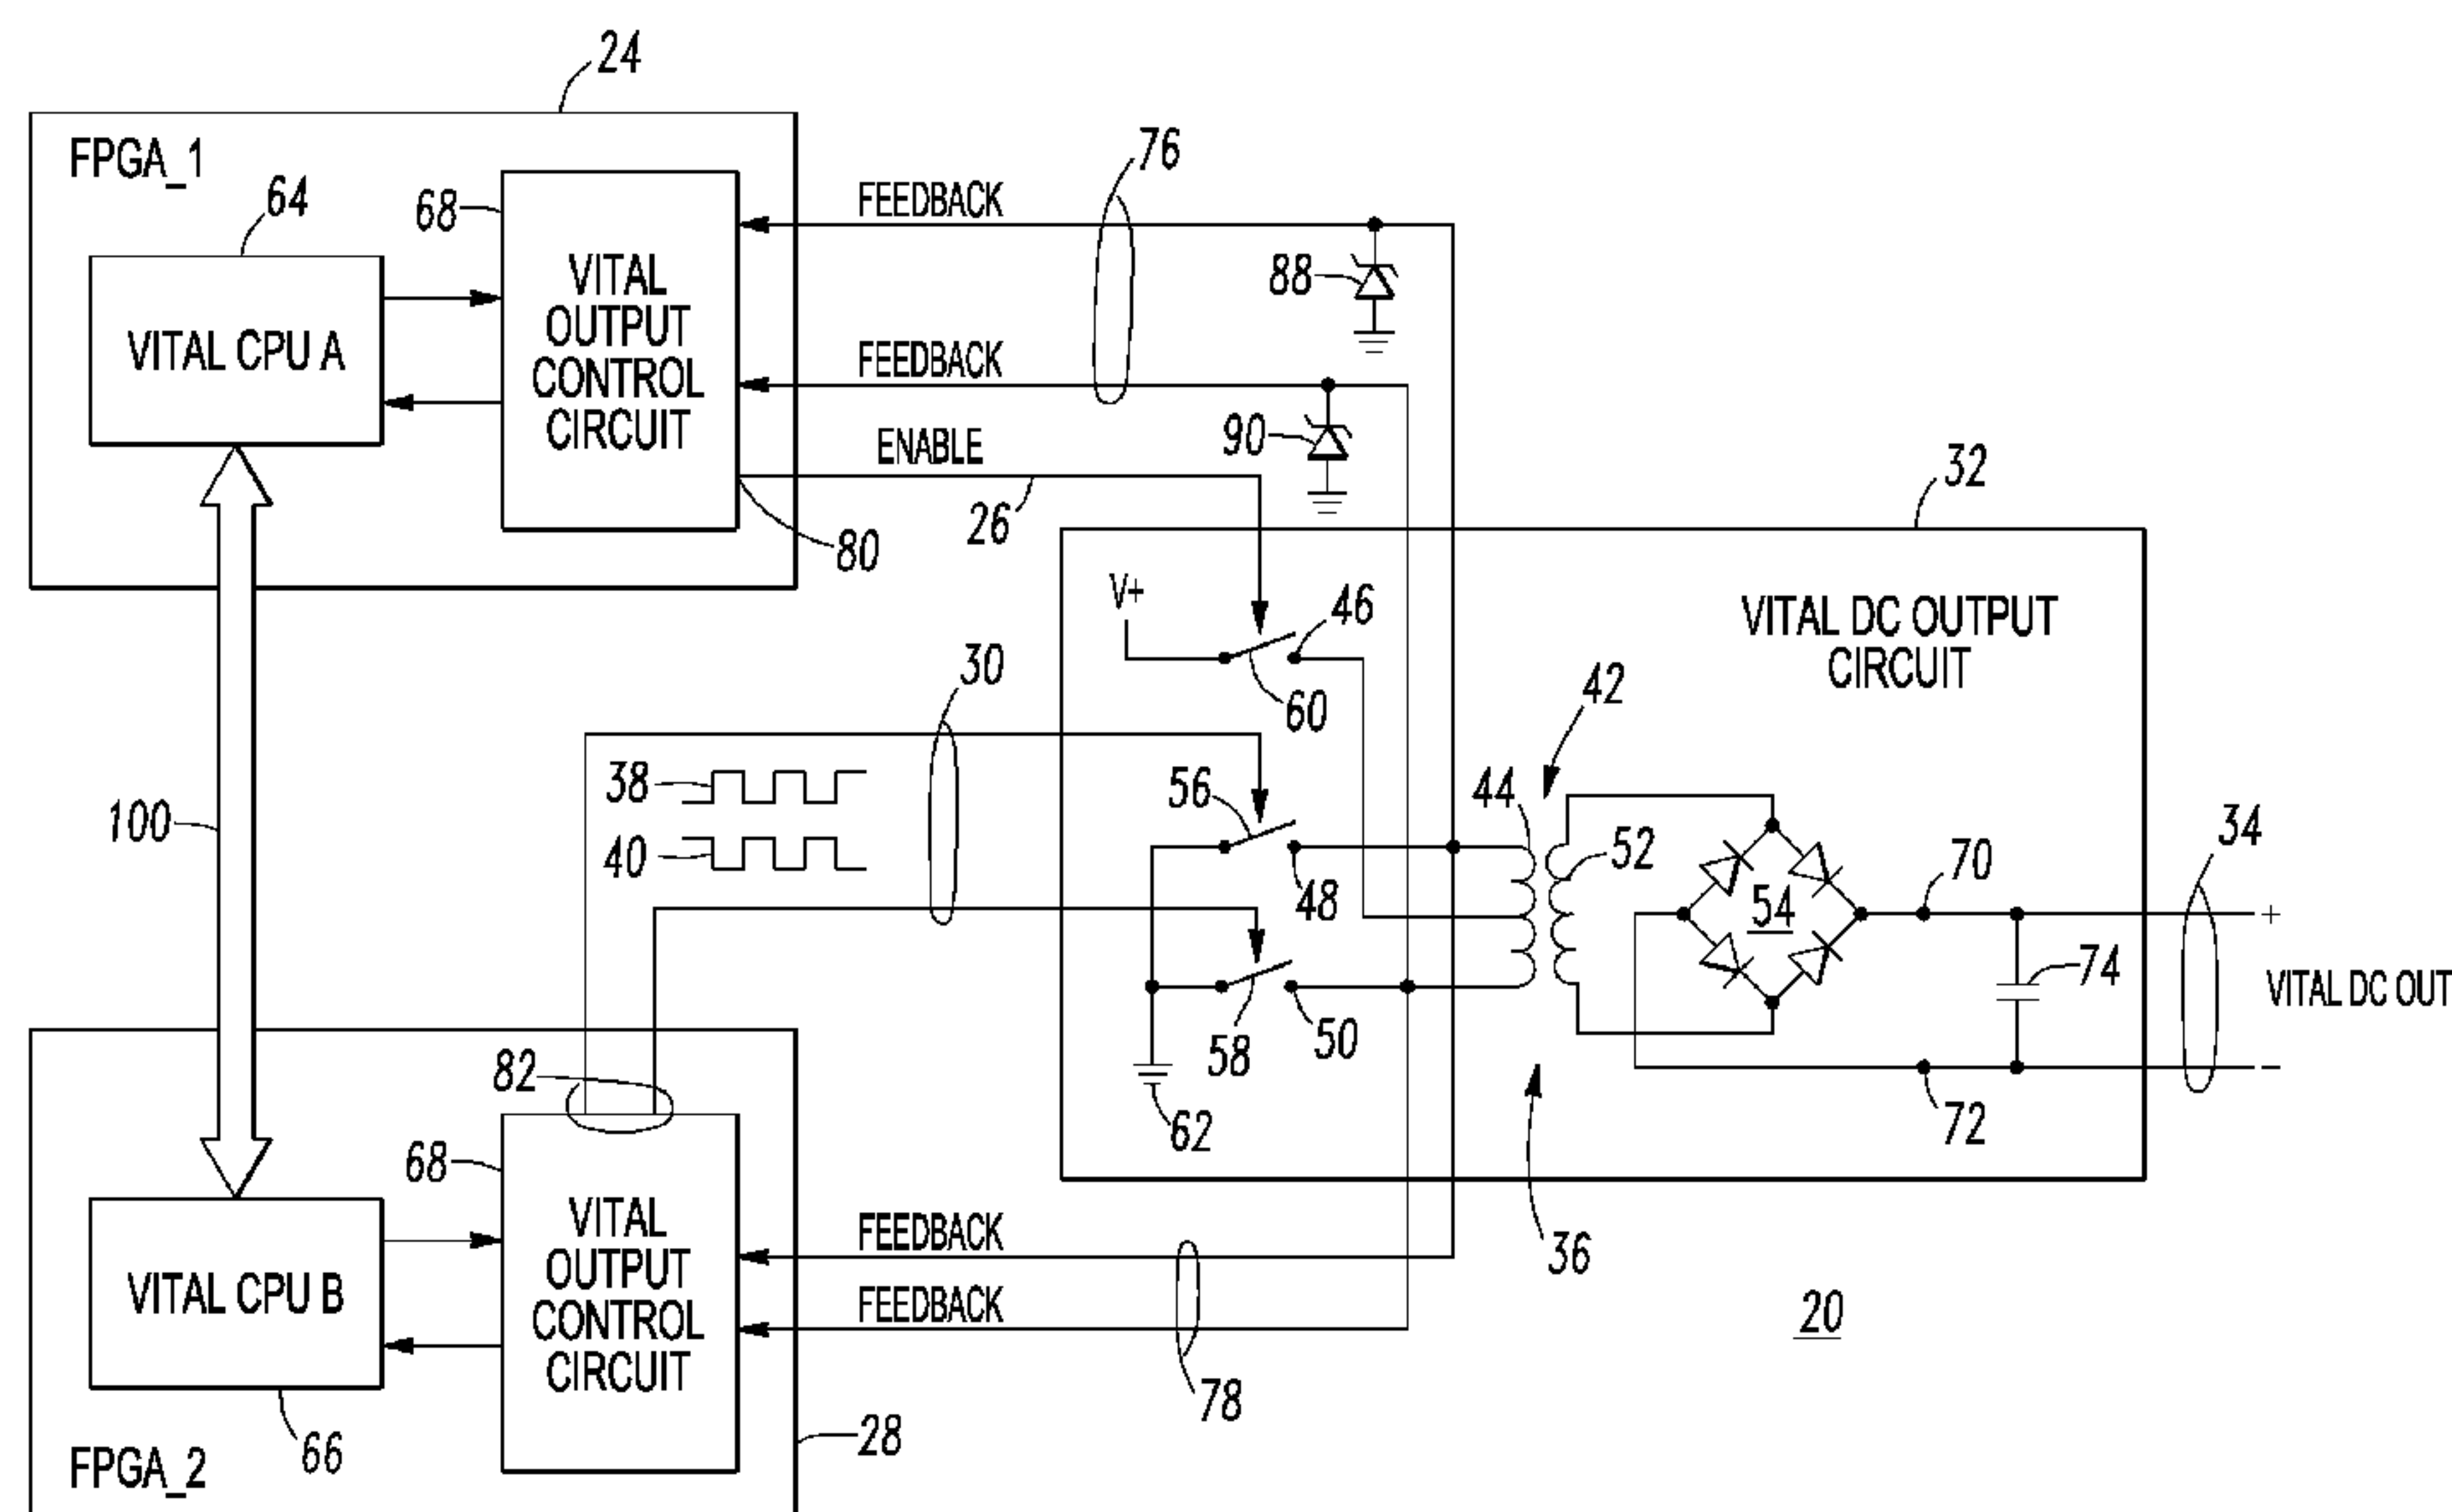 24
FPGA_1
76
64
68
FEEDBACK
VITAL
OUTPUT
CONTROL
CIRCUIT
88
VITAL CPU A
FEEDBACK
90
ENABLE
32
26
80
V+
46
VITAL DC OUTPUT
CIRCUIT
30
42
60
38
56
44
34
100
40
52
70
48
54
+
74
VITAL DC OUT
82
58
50
62
72
–
68
VITAL
OUTPUT
CONTROL
CIRCUIT
FEEDBACK
36
VITAL CPU B
FEEDBACK
20
78
28
66
FPGA_2